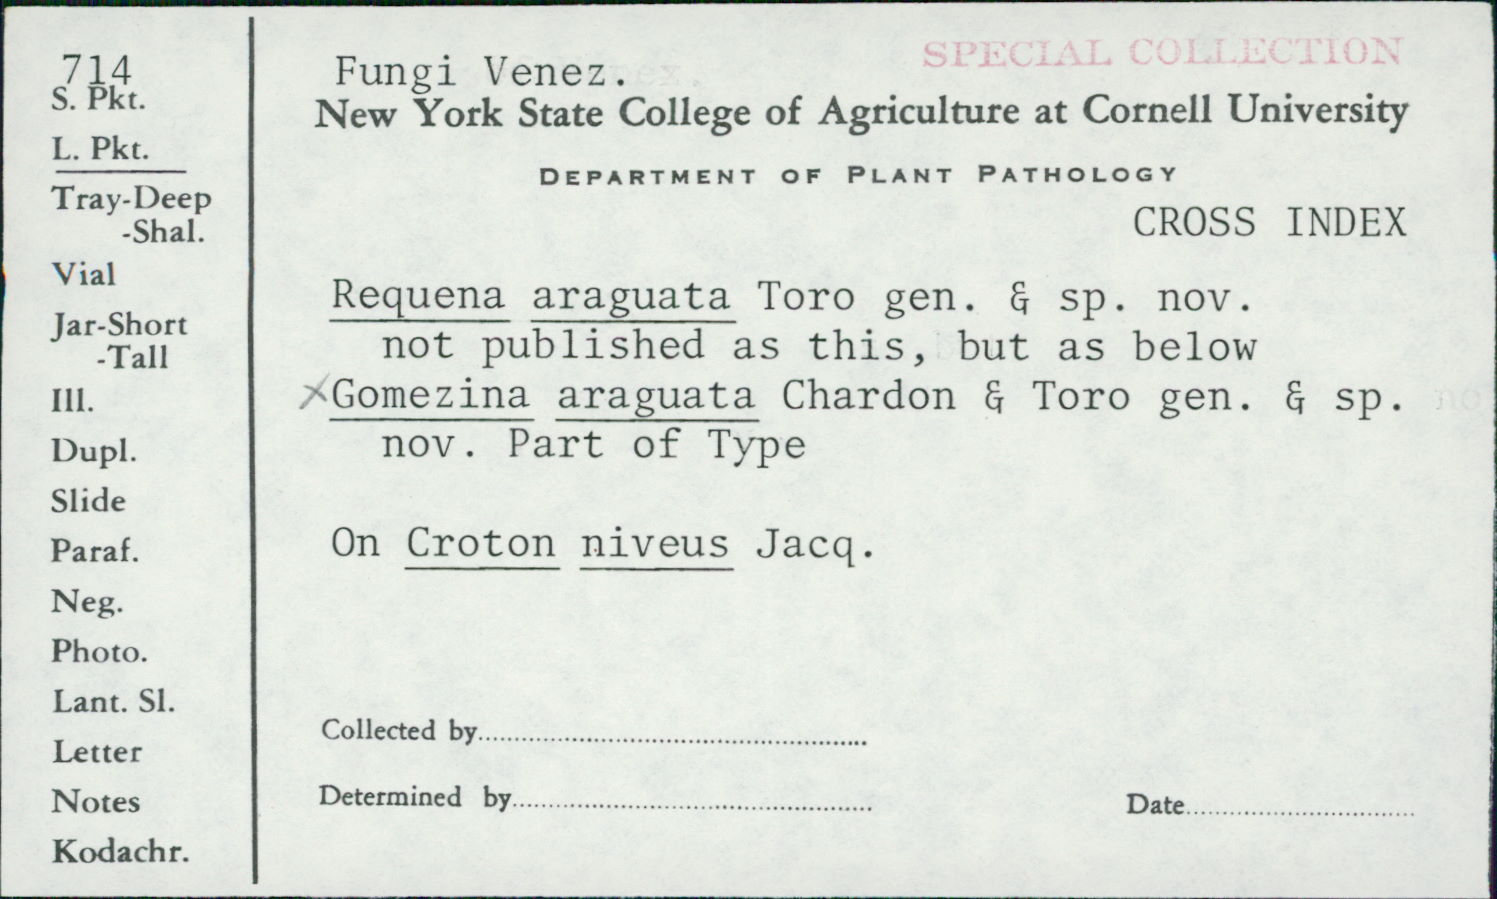 714
S. Pkt.
L. Pkt.
Tray-Deep
-Shal.
Vial
Jar-Short
-Tall
Ill.
Dupl.
Slide
Paraf.
Neg.
Photo.
Lant. Sl.
Letter
Notes
Kodachr.
SPECIAL COLLECTION
Fungi Venez.
New York State College of Agriculture at Cornell University
DEPARTMENT OF PLANT PATHOLOGY
CROSS INDEX
Requena araguata Toro gen. & sp. nov.
not published as this, but as below
xGomezina araguata Chardon & Toro gen. & sp. no
nov. Part of Type
On Croton niveus Jacq.
Collected by
Determined by
Date